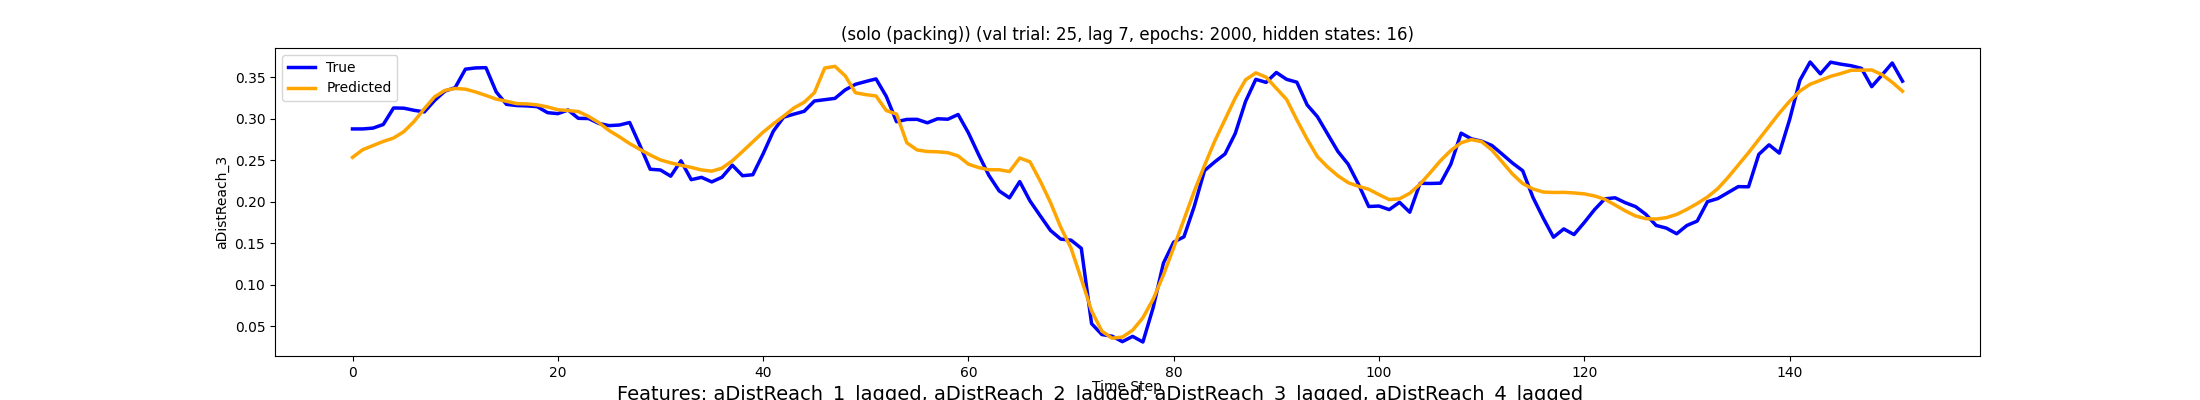 (solo (packing)) (val trial: 25, lag 7, epochs: 2000, hidden states: 16)
True
Predicted
aDistReach_3
0.35
0.30
0.25
0.20
0.15
0.10
0.05
0 20 40 60 80 100 120 140
Time Step
Features: aDistReach_1_lagged, aDistReach_2_lagged, aDistReach_3_lagged, aDistReach_4_lagged